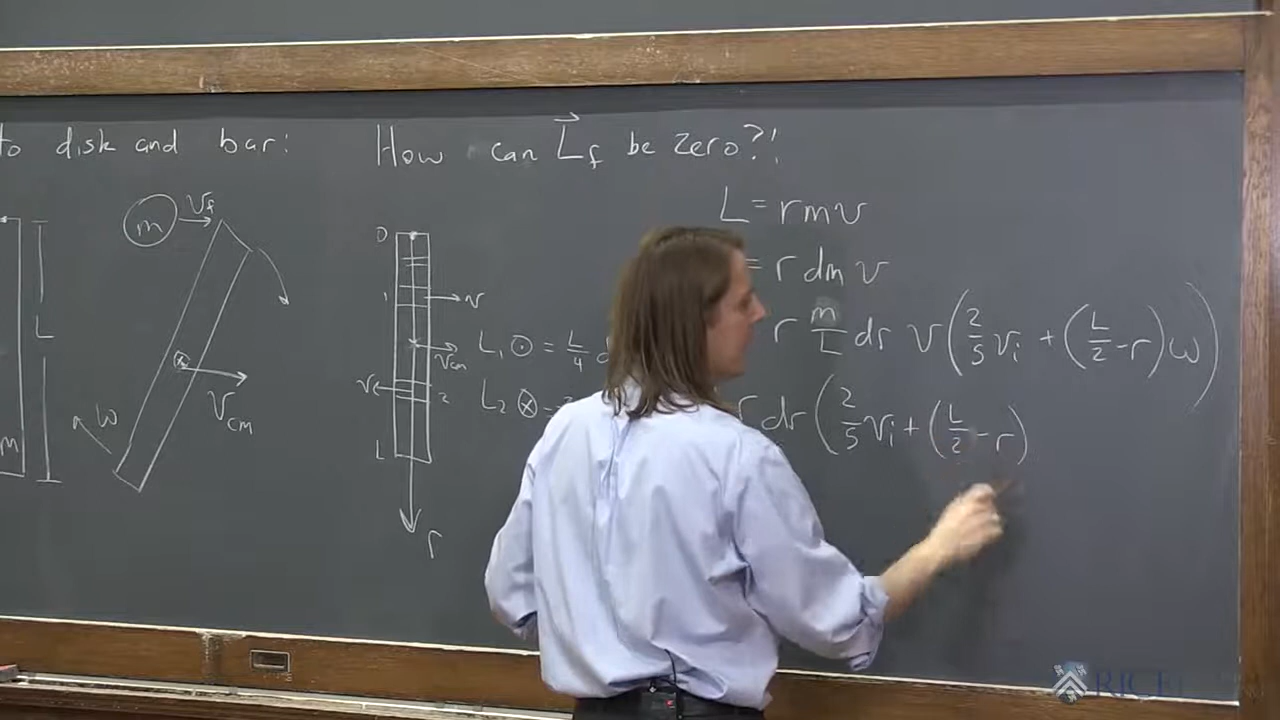 to disk and bar:
How can L⃗f be zero?!
m
vf
L
vcm
ω
m
0
1
v
vcm
v
2
L
r
L1 ⊙ = L/4 d
L2 ⊗ =
L = rmv
= r dm v
r m/L dr v(2/5 vi + (L/2 - r)ω)
r dr (2/5 vi + (L/2 - r)
RICE